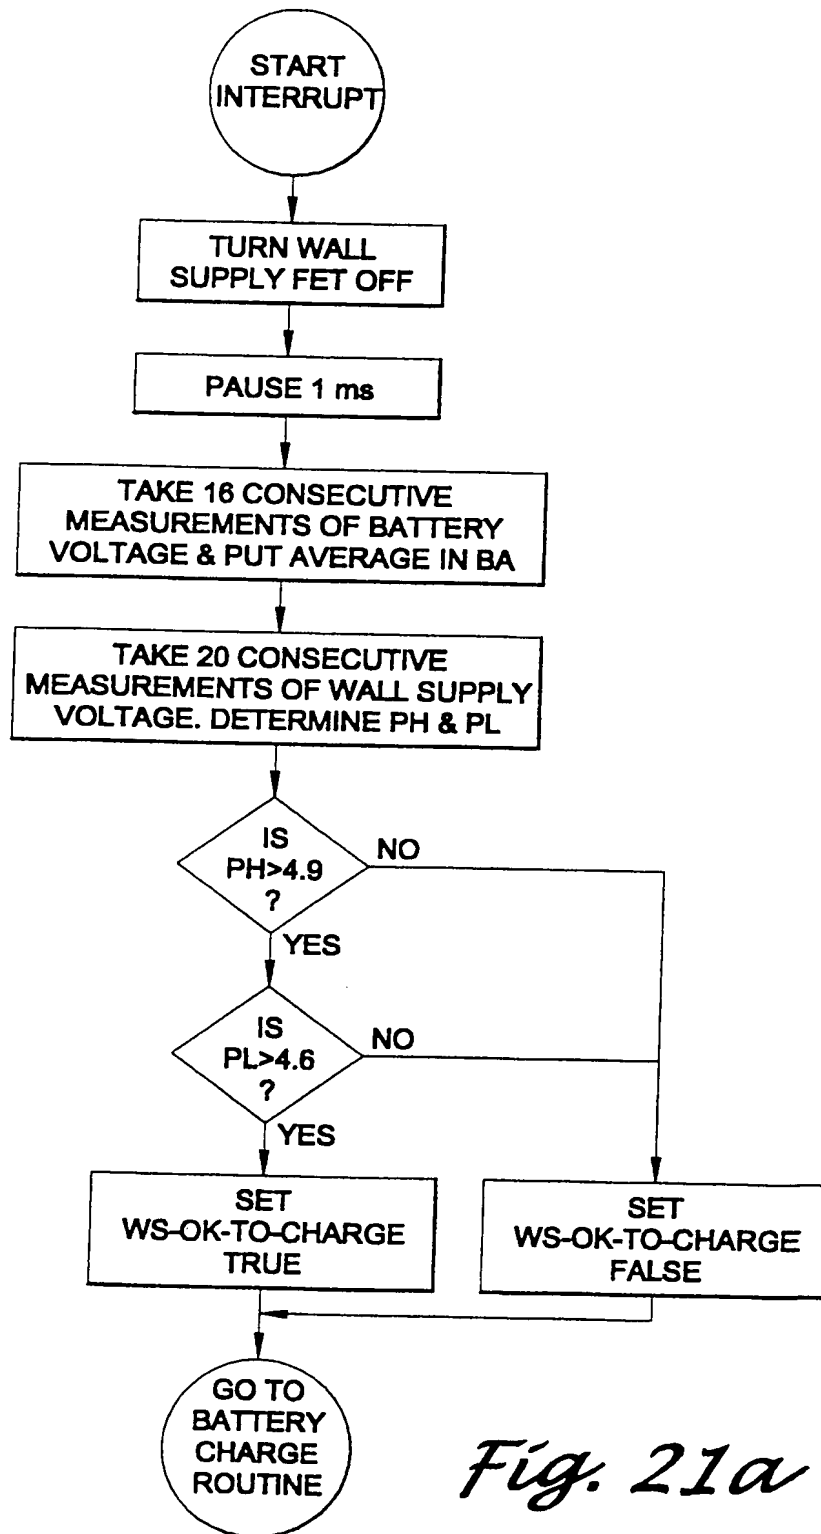 START
INTERRUPT
TURN WALL
SUPPLY FET OFF
PAUSE 1 ms
TAKE 16 CONSECUTIVE
MEASUREMENTS OF BATTERY
VOLTAGE & PUT AVERAGE IN BA
TAKE 20 CONSECUTIVE
MEASUREMENTS OF WALL SUPPLY
VOLTAGE. DETERMINE PH & PL
IS
PH>4.9
?
NO
YES
IS
PL>4.6
?
NO
YES
SET
WS-OK-TO-CHARGE
TRUE
SET
WS-OK-TO-CHARGE
FALSE
GO TO
BATTERY
CHARGE
ROUTINE
Fig. 21a